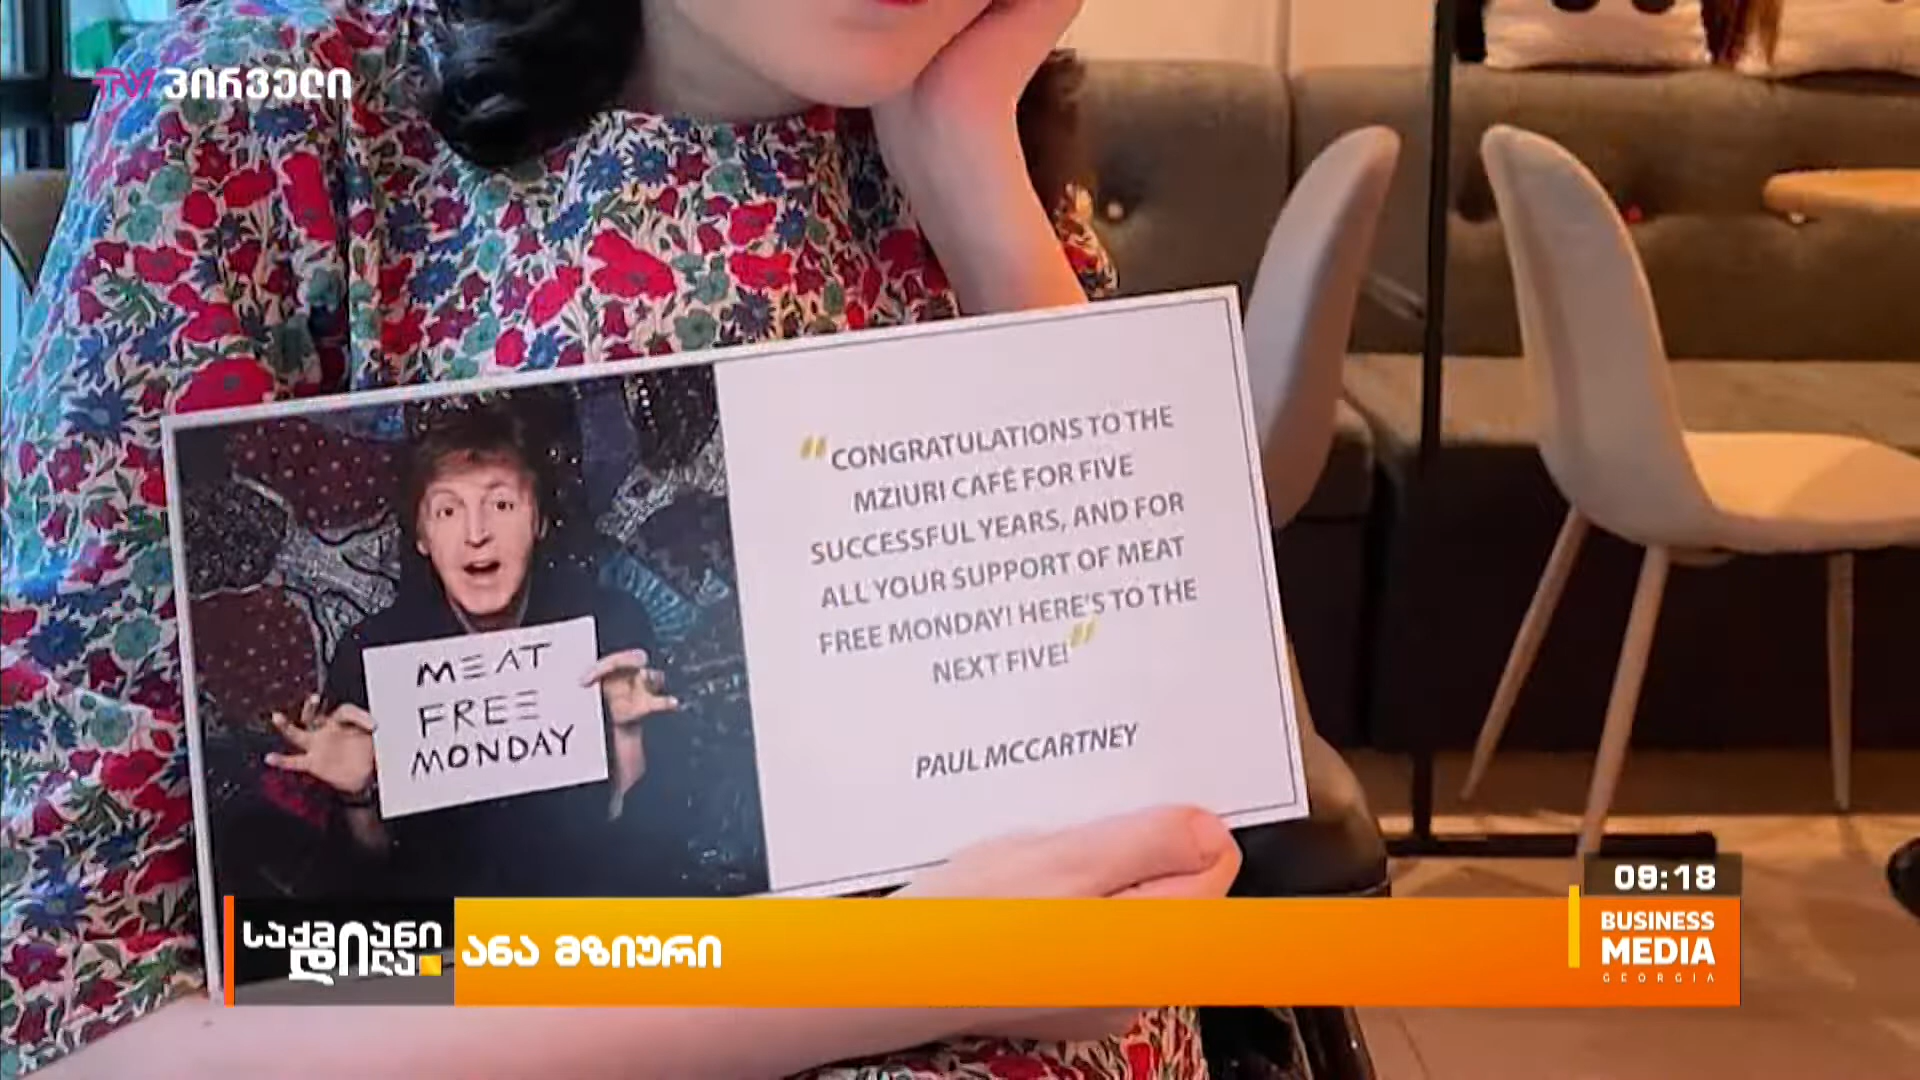 TV ᲞᲘᲠᲕᲔᲚᲘ
"CONGRATULATIONS TO THE
MZIURI CAFÉ FOR FIVE
SUCCESSFUL YEARS, AND FOR
ALL YOUR SUPPORT OF MEAT
FREE MONDAY! HERE'S TO THE
NEXT FIVE!"
PAUL MCCARTNEY
MEAT
FREE
MONDAY
09:18
ᲡᲐᲥᲛᲘᲐᲜᲘ
ᲓᲘᲚᲐ
ᲐᲜᲐ ᲛᲖᲘᲣᲠᲘ
BUSINESS
MEDIA
GEORGIA